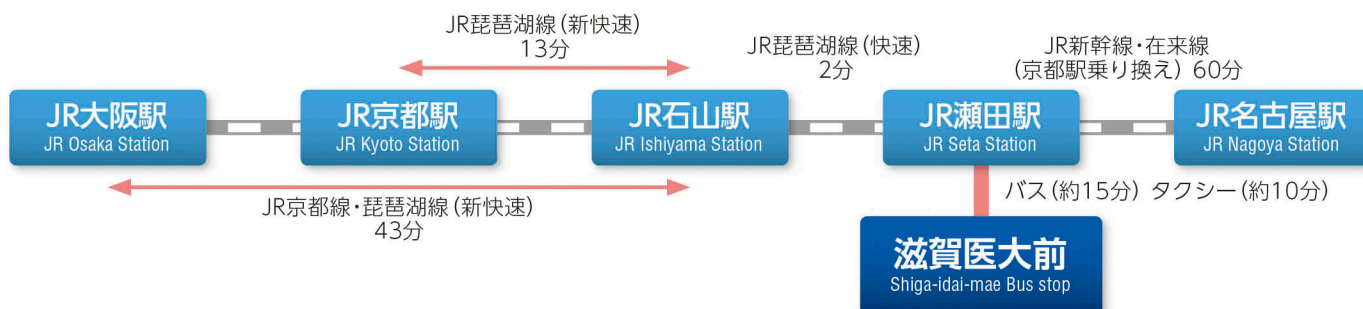 JR琵琶湖線(新快速)
13分
JR琵琶湖線(快速)
2分
JR新幹線・在来線
(京都駅乗り換え) 60分
JR大阪駅
JR Osaka Station
JR京都駅
JR Kyoto Station
JR石山駅
JR Ishiyama Station
JR瀬田駅
JR Seta Station
JR名古屋駅
JR Nagoya Station
JR京都線・琵琶湖線(新快速)
43分
バス(約15分) タクシー(約10分)
滋賀医大前
Shiga-idai-mae Bus stop